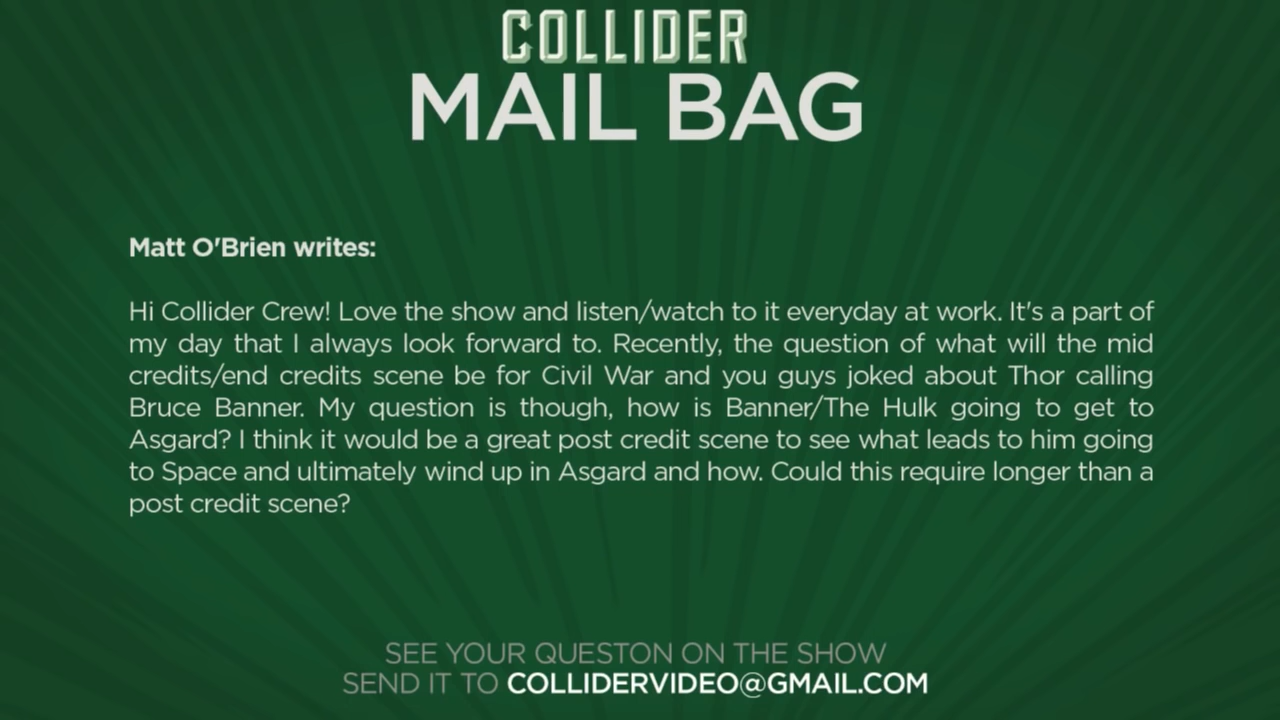 COLLIDER
MAIL BAG
Matt O'Brien writes:
Hi Collider Crew! Love the show and listen/watch to it everyday at work. It's a part of
my day that I always look forward to. Recently, the question of what will the mid
credits/end credits scene be for Civil War and you guys joked about Thor calling
Bruce Banner. My question is though, how is Banner/The Hulk going to get to
Asgard? I think it would be a great post credit scene to see what leads to him going
to Space and ultimately wind up in Asgard and how. Could this require longer than a
post credit scene?
SEE YOUR QUESTON ON THE SHOW
SEND IT TO COLLIDERVIDEO@GMAIL.COM